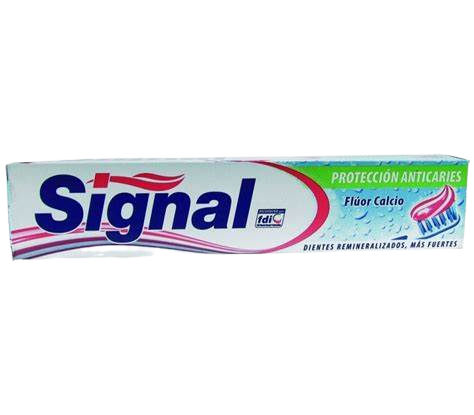 PROTECCIÓN ANTICARIES
Signal
Flúor Calcio
fdi
DIENTES REMINERALIZADOS, MÁS FUERTES